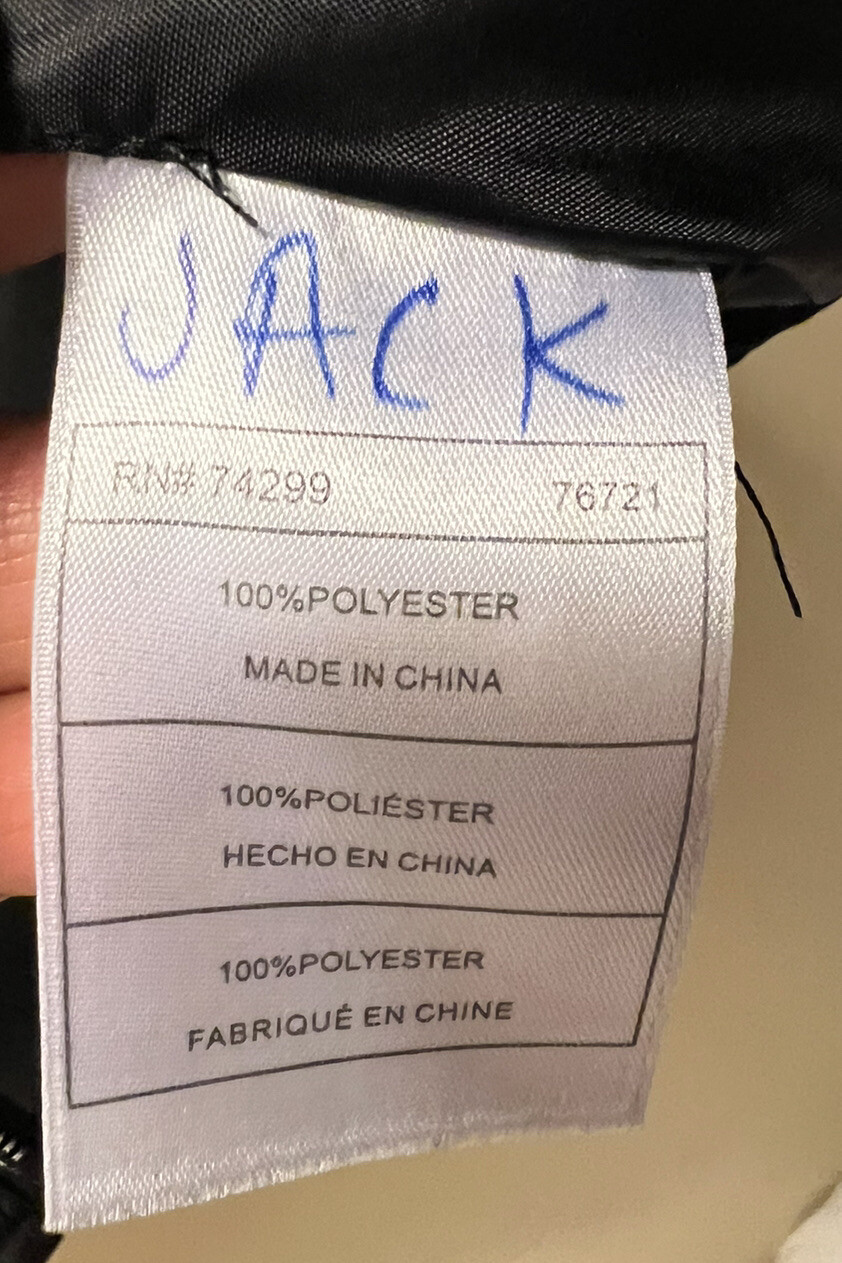 JACK
RN# 74299 76721
100%POLYESTER
MADE IN CHINA
100%POLIÉSTER
HECHO EN CHINA
100%POLYESTER
FABRIQUÉ EN CHINE